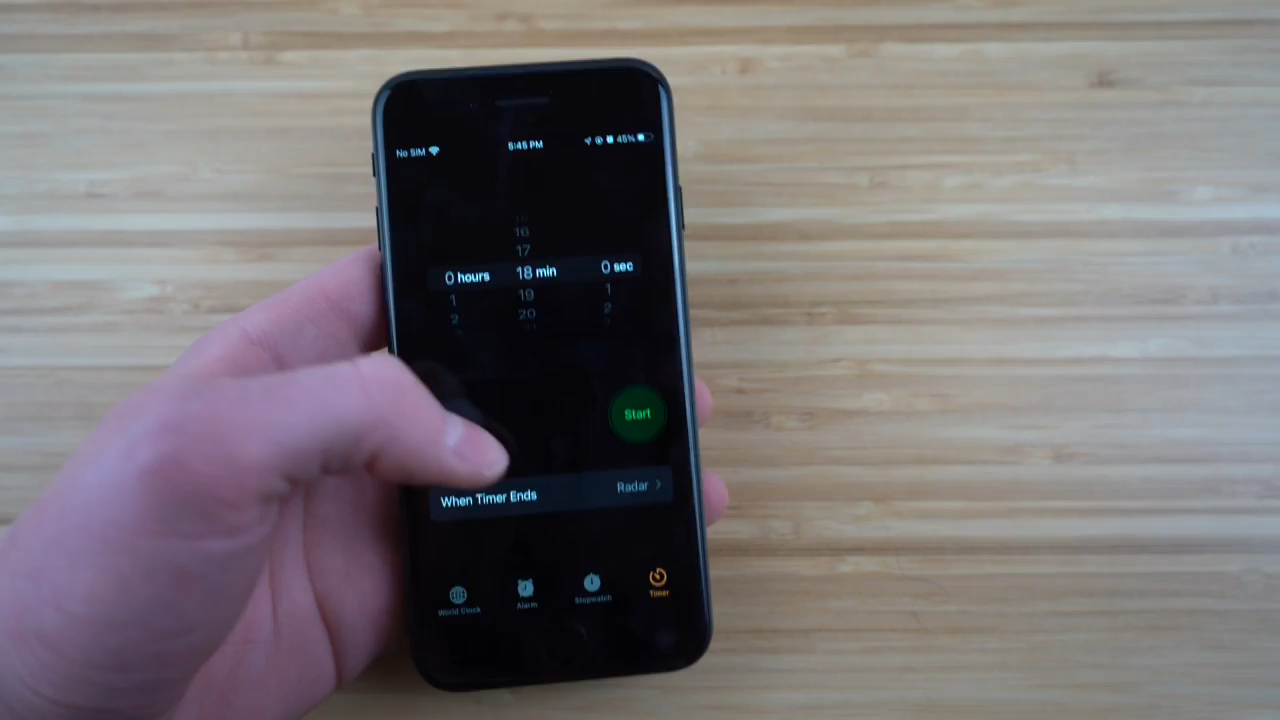 No SIM 5:45 PM 45%
16
17
0 hours 18 min 0 sec
1 19 1
2 20 2
Start
When Timer Ends Radar
World Clock Alarm Stopwatch Timer